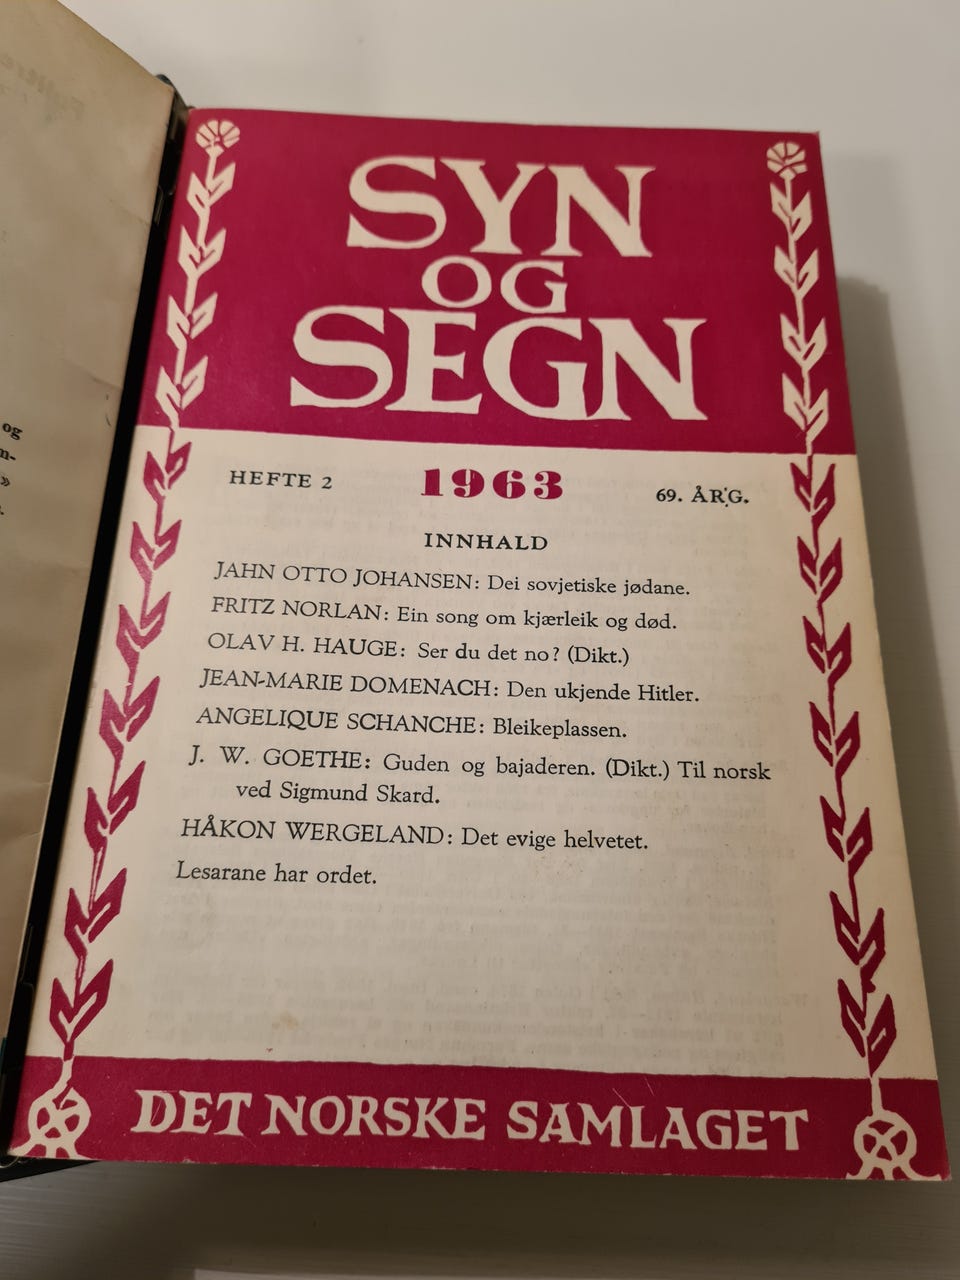 og
n-
»
SYN
OG
SEGN
HEFTE 2 1963 69. ÅR'G.
INNHALD
JAHN OTTO JOHANSEN: Dei sovjetiske jødane.
FRITZ NORLAN: Ein song om kjærleik og død.
OLAV H. HAUGE: Ser du det no? (Dikt.)
JEAN-MARIE DOMENACH: Den ukjende Hitler.
ANGELIQUE SCHANCHE: Bleikeplassen.
J. W. GOETHE: Guden og bajaderen. (Dikt.) Til norsk
ved Sigmund Skard.
HÅKON WERGELAND: Det evige helvetet.
Lesarane har ordet.
DET NORSKE SAMLAGET